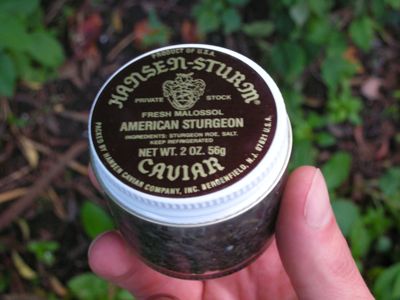 PRODUCT OF U.S.A.
HANSEN-STURM®
PRIVATE STOCK
FRESH MALOSSOL
AMERICAN STURGEON
INGREDIENTS: STURGEON ROE, SALT.
KEEP REFRIGERATED
NET WT. 2 OZ. 56g
CAVIAR
PACKED BY HANSEN CAVIAR COMPANY, INC. BERGENFIELD, N.J. 07621 U.S.A.